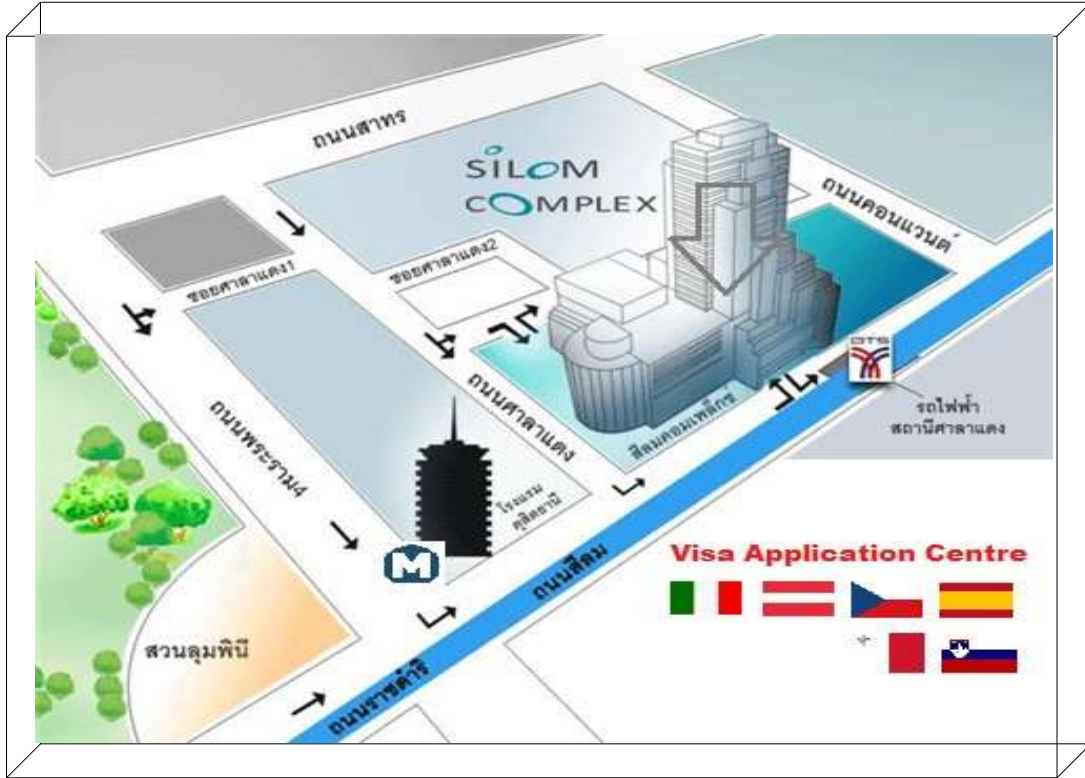 ถนนสาทร
SILOM
COMPLEX
ถนนคอนแวนต์
ซอยศาลาแดง1
ซอยศาลาแดง2
BTS
รถไฟฟ้า
สถานีศาลาแดง
ถนนศาลาแดง
สีลมคอมเพล็กซ์
ถนนพระราม4
โรงแรม
ดุสิตธานี
M
ถนนสีลม
Visa Application Centre
สวนลุมพินี
ถนนราชดำริ